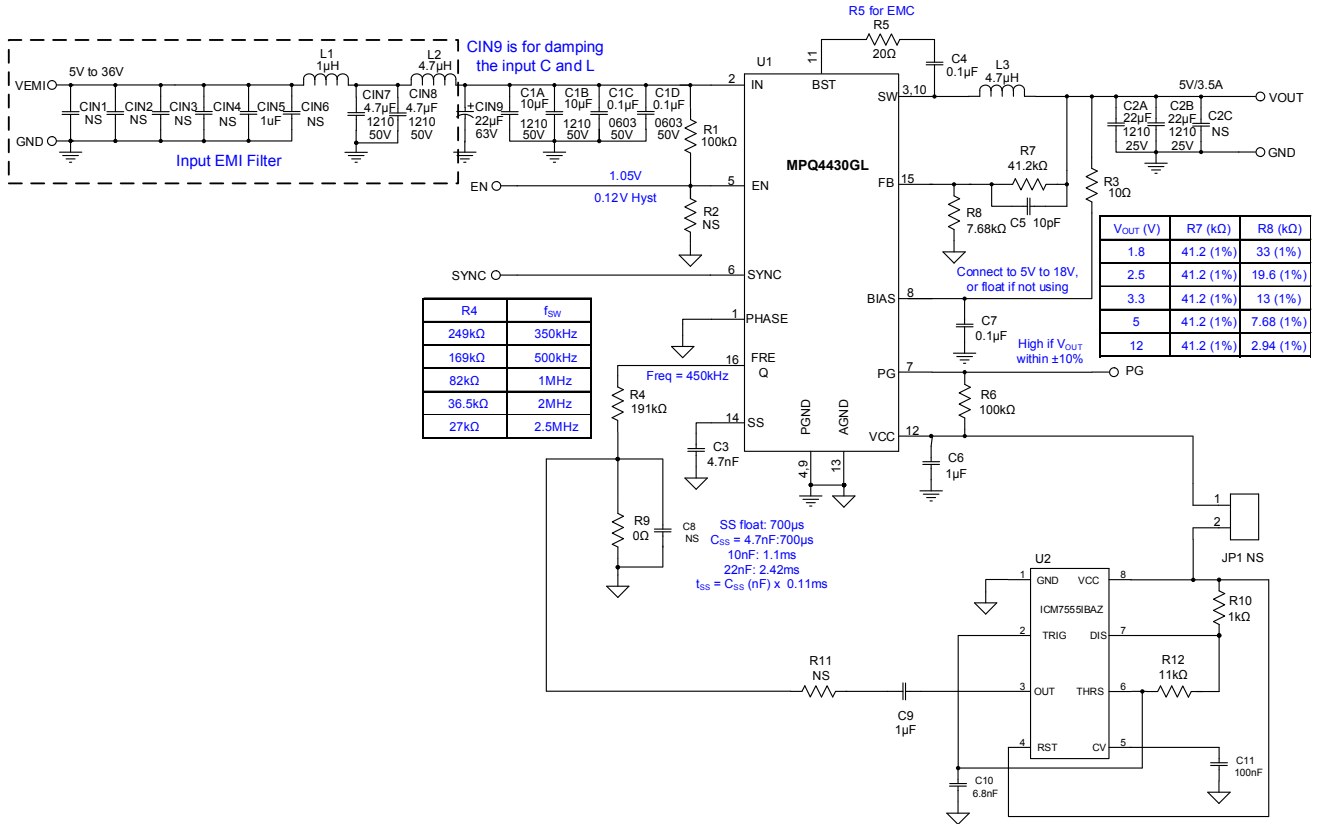 R5 for EMC
R5
20Ω
C4
0.1µF
L3
4.7µH
CIN9 is for damping
the input C and L
L1
1µH
L2
4.7µH
VEMI
5V to 36V
CIN1
NS
CIN2
NS
CIN3
NS
CIN4
NS
CIN5
1uF
CIN6
NS
CIN7
4.7µF
1210
50V
CIN8
4.7µF
1210
50V
GND
Input EMI Filter
+
CIN9
22µF
63V
C1A
10µF
1210
50V
C1B
10µF
1210
50V
C1C
0.1µF
0603
50V
C1D
0.1µF
0603
50V
R1
100kΩ
EN
1.05V
0.12V Hyst
R2
NS
SYNC
U1
MPQ4430GL
2
IN
11
BST
SW
3,10
5
EN
FB
15
6
SYNC
BIAS
8
1
PHASE
16
FRE
Q
PG
7
14
SS
PGND
AGND
VCC
12
4,9
13
5V/3.5A
VOUT
C2A
22µF
1210
25V
C2B
22µF
1210
25V
C2C
NS
GND
R7
41.2kΩ
C5
10pF
R8
7.68kΩ
R3
10Ω
Connect to 5V to 18V,
or float if not using
C7
0.1µF
High if VOUT
within ±10%
PG
R6
100kΩ
C6
1µF
VOUT (V) R7 (kΩ) R8 (kΩ)
1.8 41.2 (1%) 33 (1%)
2.5 41.2 (1%) 19.6 (1%)
3.3 41.2 (1%) 13 (1%)
5 41.2 (1%) 7.68 (1%)
12 41.2 (1%) 2.94 (1%)
R4 fSW
249kΩ 350kHz
169kΩ 500kHz
82kΩ 1MHz
36.5kΩ 2MHz
27kΩ 2.5MHz
Freq = 450kHz
R4
191kΩ
C3
4.7nF
R9
0Ω
C8
NS
SS float: 700µs
CSS = 4.7nF:700µs
10nF: 1.1ms
22nF: 2.42ms
tSS = CSS (nF) x 0.11ms
1
2
JP1 NS
U2
ICM7555IBAZ
1
GND
VCC
8
2
TRIG
DIS
7
3
OUT
THRS
6
4
RST
CV
5
R10
1kΩ
R12
11kΩ
R11
NS
C9
1µF
C10
6.8nF
C11
100nF